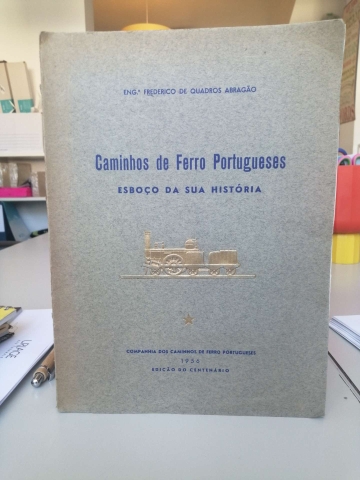 ENG.º FREDERICO DE QUADROS ABRAGÃO
Caminhos de Ferro Portugueses
ESBOÇO DA SUA HISTÓRIA
COMPANHIA DOS CAMINHOS DE FERRO PORTUGUESES
1955
EDIÇÃO DO CENTENÁRIO